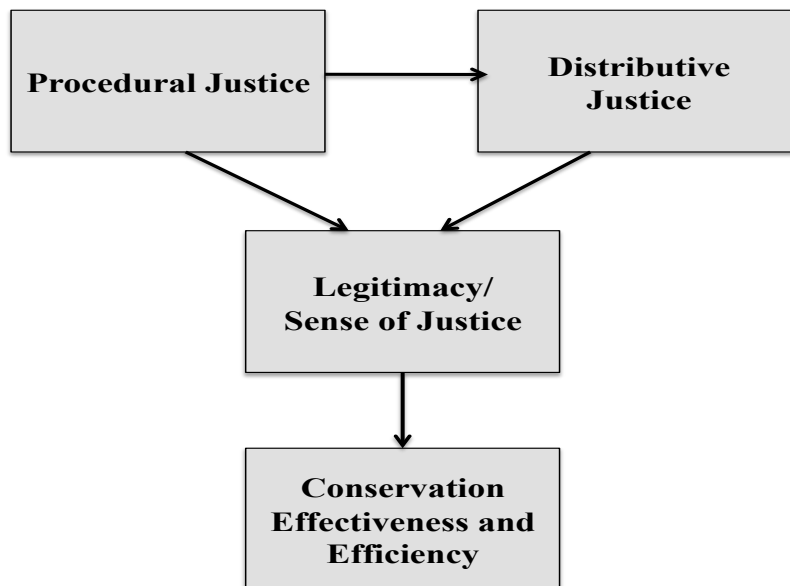 Procedural Justice
Distributive
Justice
Legitimacy/
Sense of Justice
Conservation
Effectiveness and
Efficiency